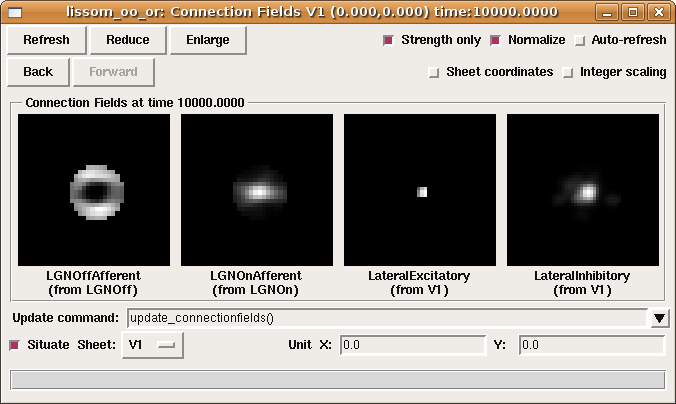 lissom_oo_or: Connection Fields V1 (0.000,0.000) time:10000.0000
Refresh Reduce Enlarge Strength only Normalize Auto-refresh
Back Forward Sheet coordinates Integer scaling
Connection Fields at time 10000.0000
LGNOffAfferent LGNOnAfferent LateralExcitatory LateralInhibitory
(from LGNOff) (from LGNOn) (from V1) (from V1)
Update command: update_connectionfields()
Situate Sheet: V1 Unit X: 0.0 Y: 0.0